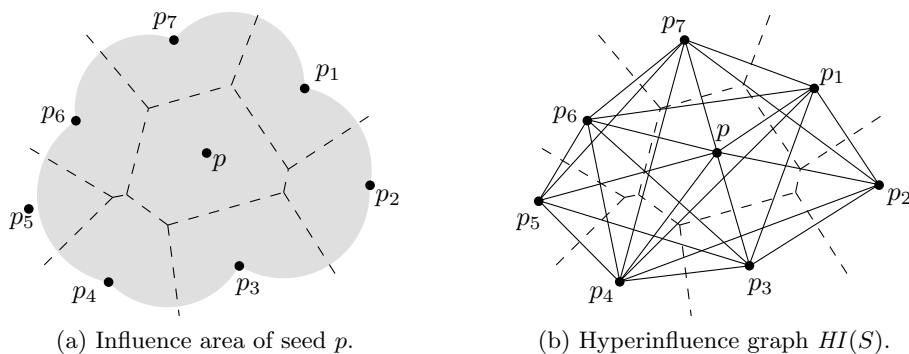 p7
p1
p6
p
p2
p5
p4
p3
(a) Influence area of seed p.
p7
p1
p6
p
p2
p5
p4
p3
(b) Hyperinfluence graph HI(S).